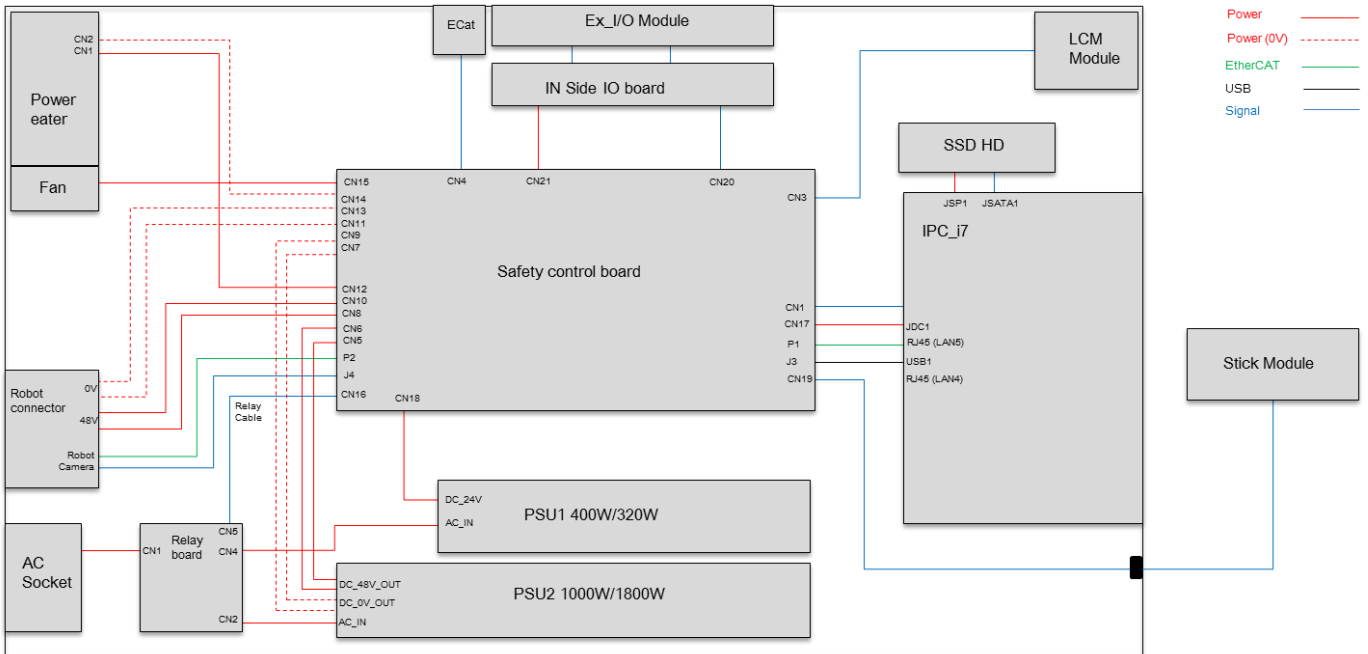 ECat
Ex_I/O Module
IN Side IO board
LCM
Module
Power
Power (0V)
EtherCAT
USB
Signal
CN2
CN1
Power
eater
Fan
SSD HD
JSP1
JSATA1
IPC_i7
JDC1
RJ45 (LAN5)
USB1
RJ45 (LAN4)
CN4
CN21
CN20
CN3
CN15
CN14
CN13
CN11
CN9
CN7
CN12
CN10
CN8
CN6
CN5
P2
J4
CN16
CN18
Safety control board
CN1
CN17
P1
J3
CN19
Stick Module
Robot
connector
0V
48V
Robot
Camera
Relay
Cable
AC
Socket
CN1
Relay
board
CN5
CN4
CN2
DC_24V
AC_IN
PSU1 400W/320W
DC_48V_OUT
DC_0V_OUT
AC_IN
PSU2 1000W/1800W